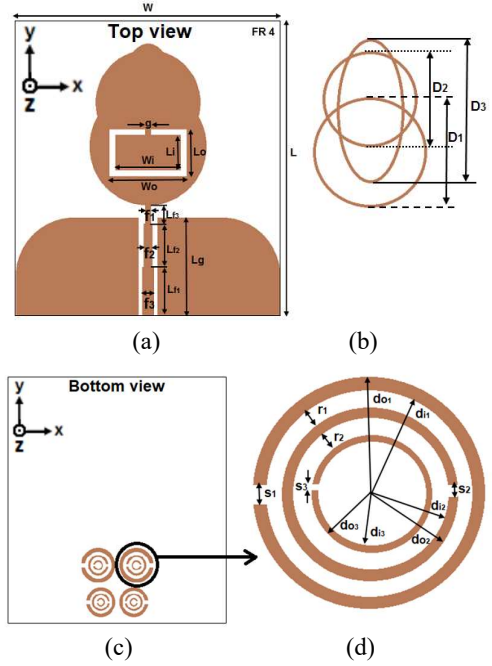 W
Top view
FR 4
y
x
z
g
Li
Lo
Wi
Wo
L
f1
Lf3
f2
Lf2
Lg
f3
Lf1
(a)
D2
D3
D1
(b)
Bottom view
y
x
z
(c)
do1
di1
r1
r2
s1
s3
s2
di2
do3
di3
do2
(d)